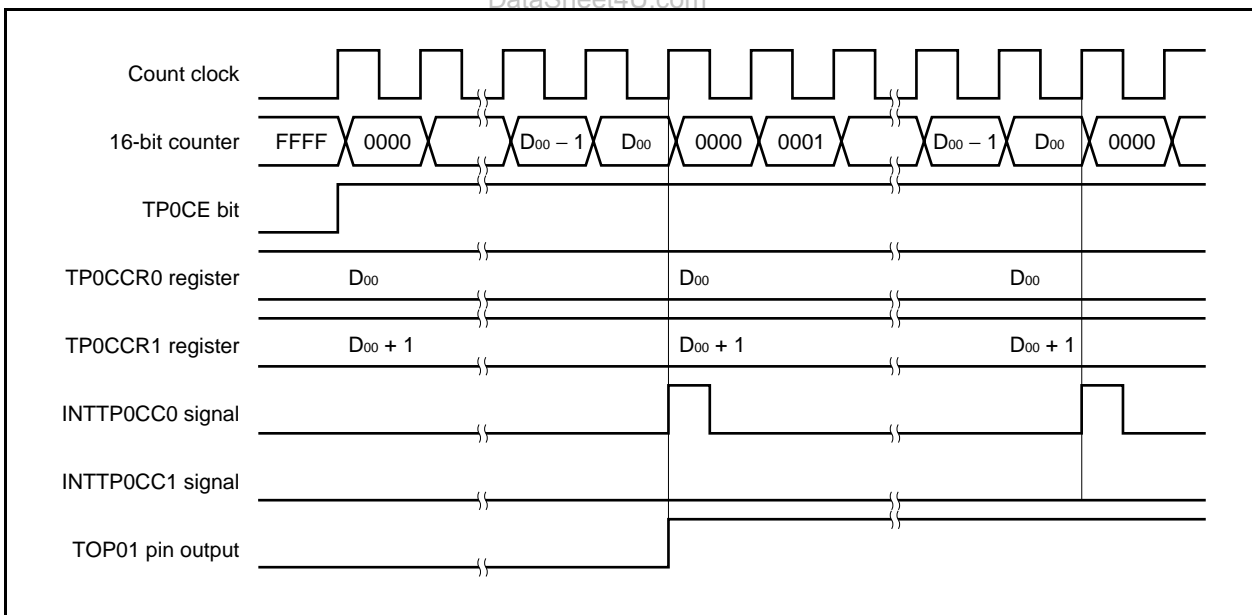 DataSheet4U.com
Count clock
16-bit counter FFFF 0000 D00 − 1 D00 0000 0001 D00 − 1 D00 0000
TP0CE bit
TP0CCR0 register D00 D00 D00
TP0CCR1 register D00 + 1 D00 + 1 D00 + 1
INTTP0CC0 signal
INTTP0CC1 signal
TOP01 pin output